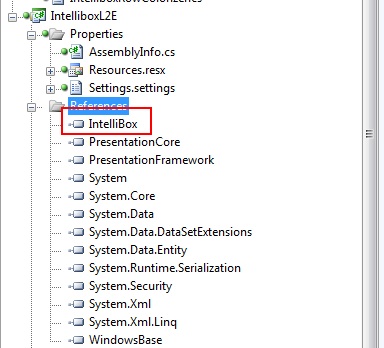 IntelliboxL2E
Properties
AssemblyInfo.cs
Resources.resx
Settings.settings
References
IntelliBox
PresentationCore
PresentationFramework
System
System.Core
System.Data
System.Data.DataSetExtensions
System.Data.Entity
System.Runtime.Serialization
System.Security
System.Xml
System.Xml.Linq
WindowsBase